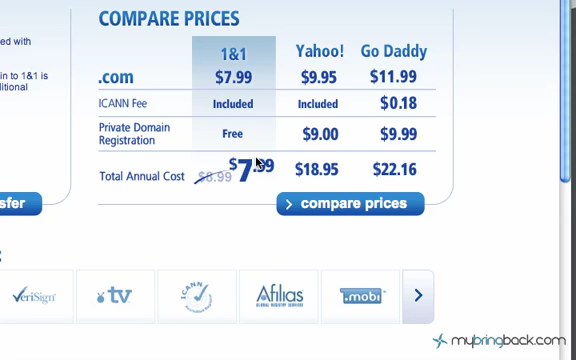 COMPARE PRICES
ed with
in to 1&1 is
ditional
1&1 Yahoo! Go Daddy
.com $7.99 $9.95 $11.99
ICANN Fee Included Included $0.18
Private Domain
Registration Free $9.00 $9.99
Total Annual Cost $8.99 $7.99 $18.95 $22.16
sfer
> compare prices
:
VeriSign .tv ICANN Afilias .mobi >
GLOBAL REGISTRY SERVICES
mybringback.com